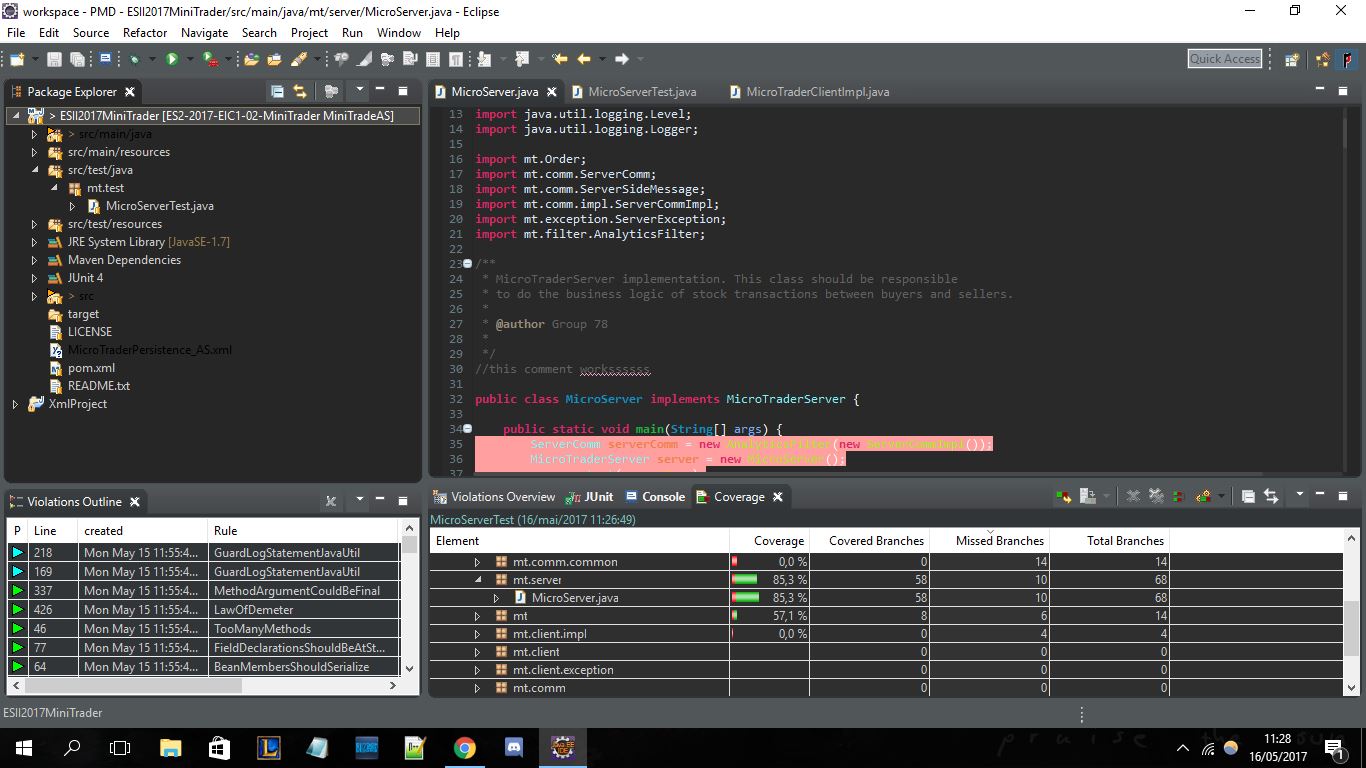 workspace - PMD - ESII2017MiniTrader/src/main/java/mt/server/MicroServer.java - Eclipse
File Edit Source Refactor Navigate Search Project Run Window Help
Quick Access
Package Explorer
> ESII2017MiniTrader [ES2-2017-EIC1-02-MiniTrader MiniTradeAS]
> src/main/java
src/main/resources
src/test/java
mt.test
MicroServerTest.java
src/test/resources
JRE System Library [JavaSE-1.7]
Maven Dependencies
JUnit 4
> src
target
LICENSE
MicroTraderPersistence_AS.xml
pom.xml
README.txt
XmlProject
MicroServer.java MicroServerTest.java MicroTraderClientImpl.java
13 import java.util.logging.Level;
14 import java.util.logging.Logger;
15
16 import mt.Order;
17 import mt.comm.ServerComm;
18 import mt.comm.ServerSideMessage;
19 import mt.comm.impl.ServerCommImpl;
20 import mt.exception.ServerException;
21 import mt.filter.AnalyticsFilter;
22
23 /**
24 * MicroTraderServer implementation. This class should be responsible
25 * to do the business logic of stock transactions between buyers and sellers.
26 *
27 * @author Group 78
28 *
29 */
30 //this comment workssssss
31
32 public class MicroServer implements MicroTraderServer {
33
34 public static void main(String[] args) {
35 ServerComm serverComm = new AnalyticsFilter(new ServerCommImpl());
36 MicroTraderServer server = new MicroServer();
37
Violations Outline
P Line created Rule
218 Mon May 15 11:55:4... GuardLogStatementJavaUtil
169 Mon May 15 11:55:4... GuardLogStatementJavaUtil
337 Mon May 15 11:55:4... MethodArgumentCouldBeFinal
426 Mon May 15 11:55:4... LawOfDemeter
46 Mon May 15 11:55:4... TooManyMethods
77 Mon May 15 11:55:4... FieldDeclarationsShouldBeAtSt...
64 Mon May 15 11:55:4... BeanMembersShouldSerialize
Violations Overview JUnit Console Coverage
MicroServerTest (16/mai/2017 11:26:49)
Element Coverage Covered Branches Missed Branches Total Branches
mt.comm.common 0,0 % 0 14 14
mt.server 85,3 % 58 10 68
MicroServer.java 85,3 % 58 10 68
mt 57,1 % 8 6 14
mt.client.impl 0,0 % 0 4 4
mt.client 0 0 0
mt.client.exception 0 0 0
mt.comm 0 0 0
ESII2017MiniTrader
praise the sun
11:28
16/05/2017
1